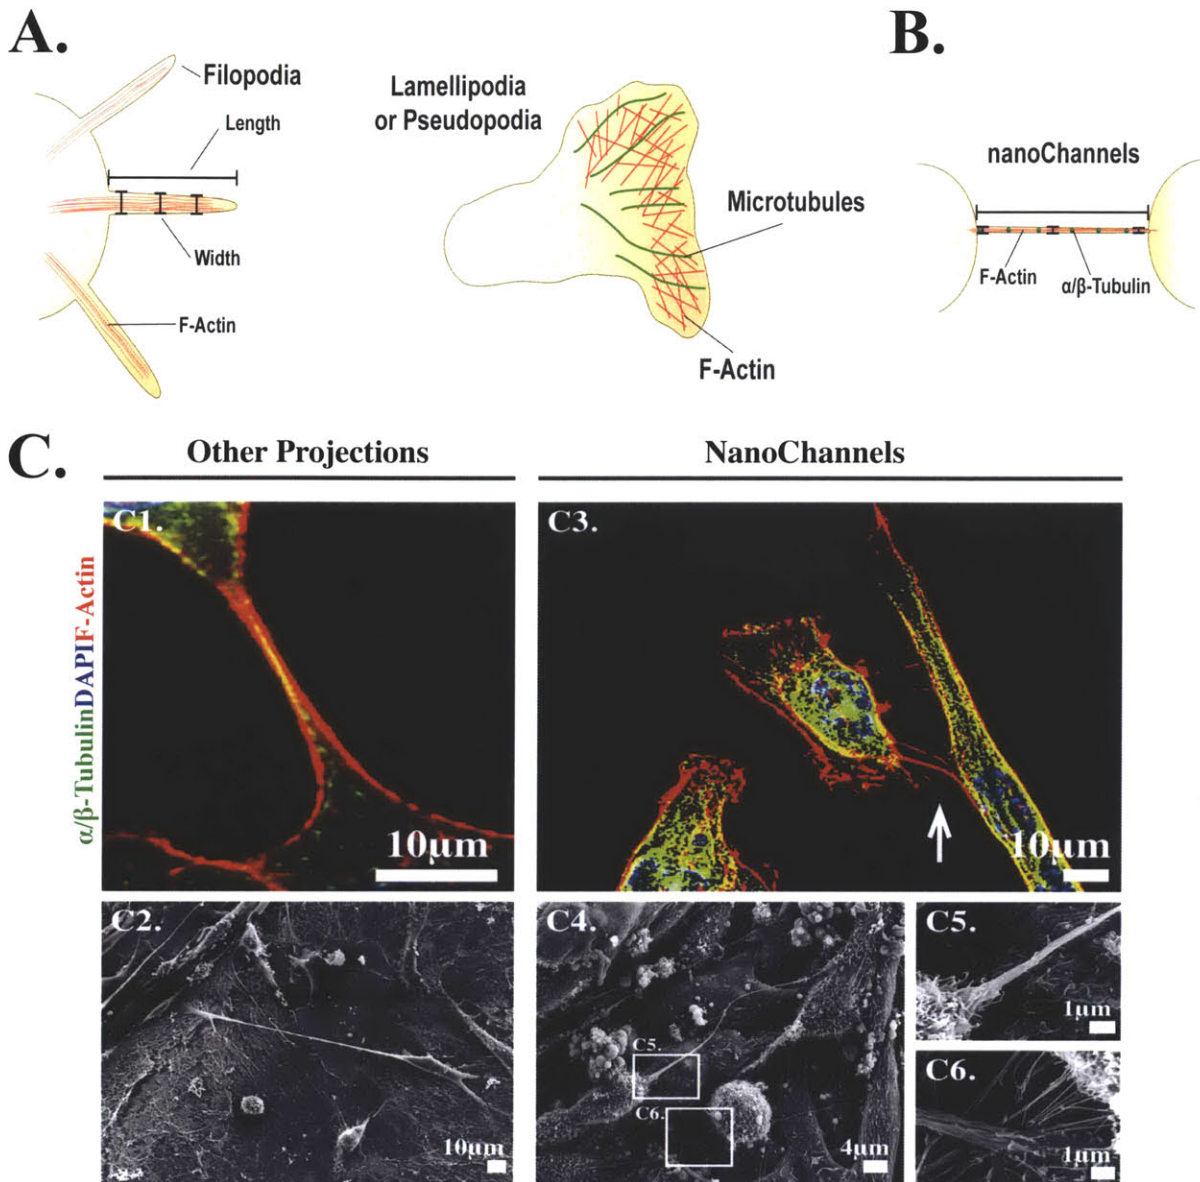 A.
Filopodia
Length
Width
F-Actin
Lamellipodia
or Pseudopodia
Microtubules
F-Actin
B.
nanoChannels
F-Actin
α/β-Tubulin
C.
Other Projections
NanoChannels
α/β-TubulinDAPIF-Actin
C1.
10µm
C3.
10µm
C2.
10µm
C4.
C5.
C6.
4µm
C5.
1µm
C6.
1µm